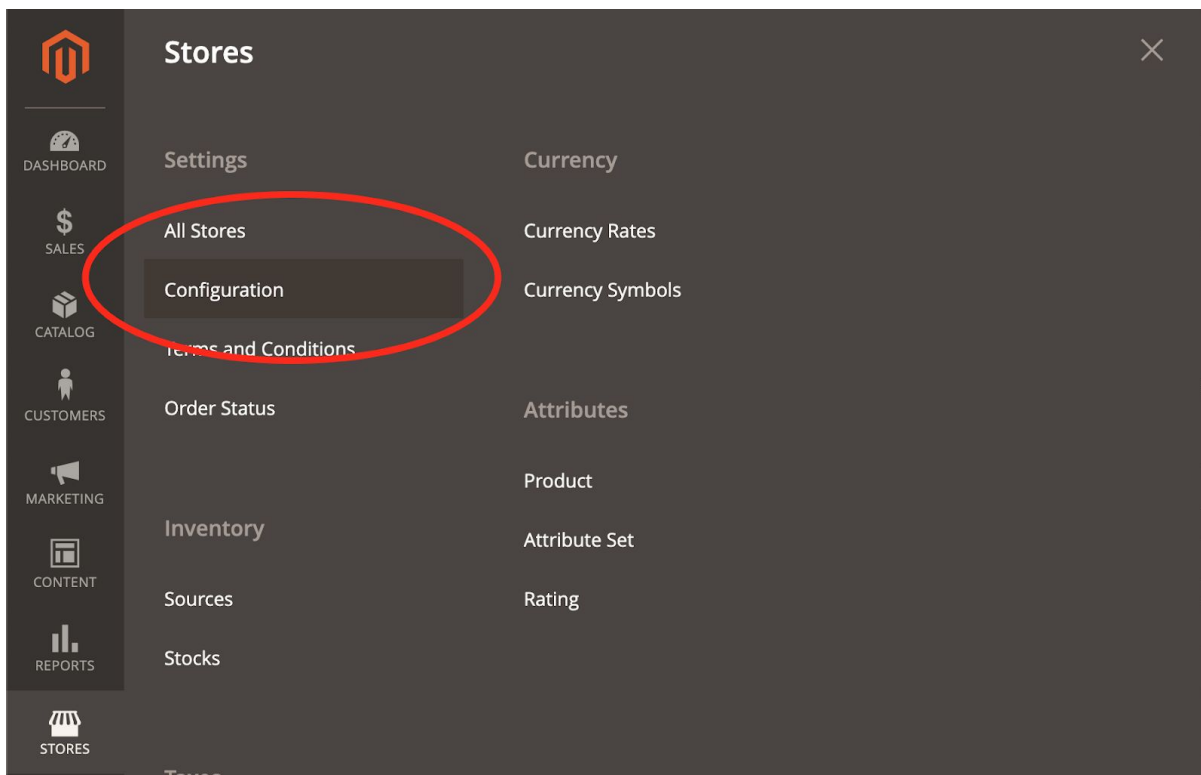 Stores
DASHBOARD
SALES
CATALOG
CUSTOMERS
MARKETING
CONTENT
REPORTS
STORES
Settings
All Stores
Configuration
Terms and Conditions
Order Status
Inventory
Sources
Stocks
Taxes
Currency
Currency Rates
Currency Symbols
Attributes
Product
Attribute Set
Rating